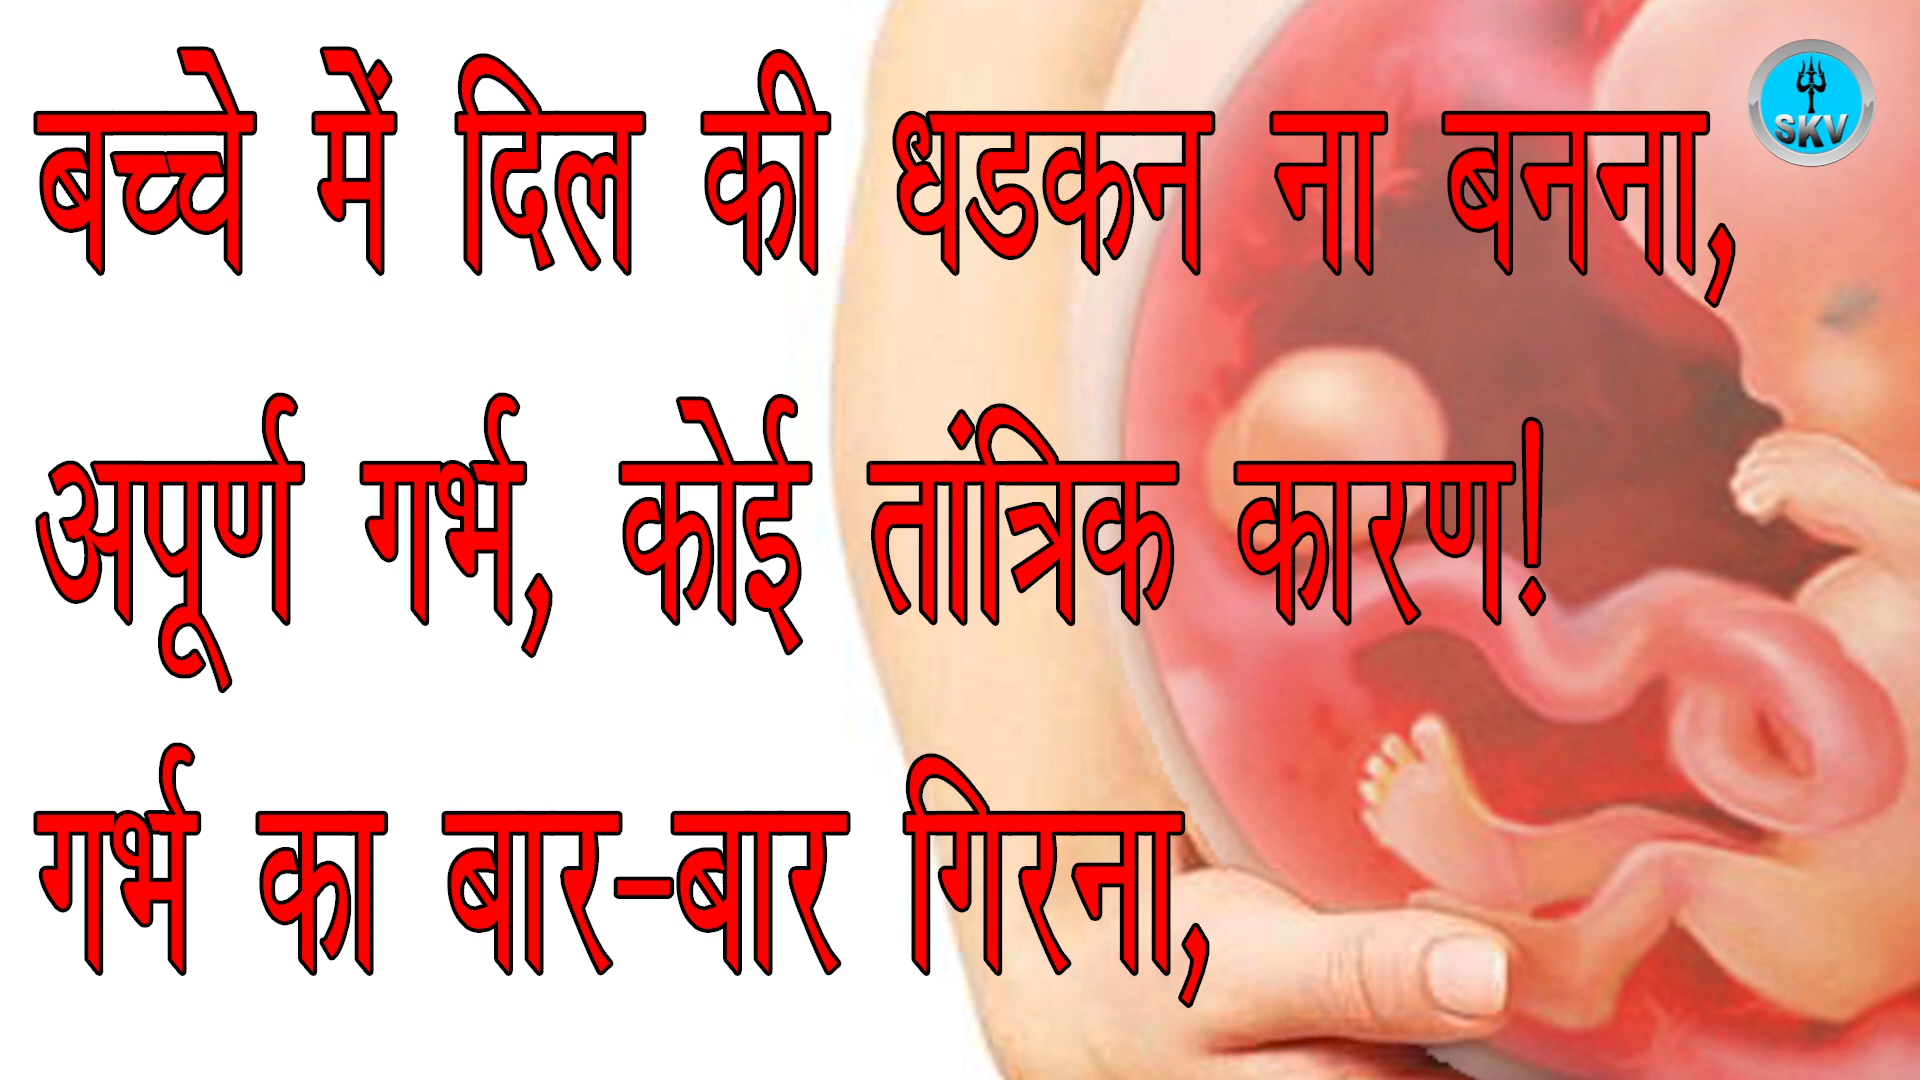 बच्चे में दिल की धडकन ना बनना,
SKV
अपूर्ण गर्भ, कोई तांत्रिक कारण!
गर्भ का बार-बार गिरना,